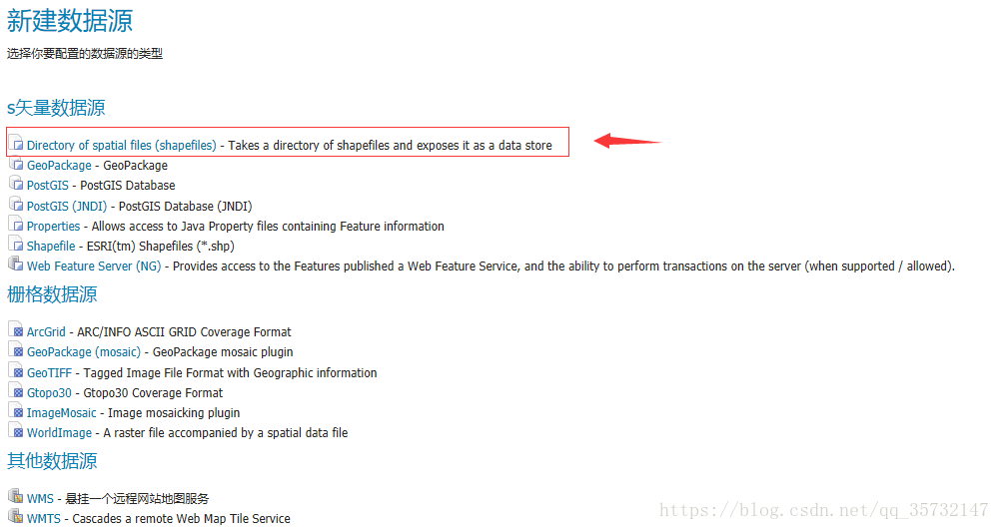 新建数据源
选择你要配置的数据源的类型
s矢量数据源
Directory of spatial files (shapefiles) - Takes a directory of shapefiles and exposes it as a data store
GeoPackage - GeoPackage
PostGIS - PostGIS Database
PostGIS (JNDI) - PostGIS Database (JNDI)
Properties - Allows access to Java Property files containing Feature information
Shapefile - ESRI(tm) Shapefiles (*.shp)
Web Feature Server (NG) - Provides access to the Features published a Web Feature Service, and the ability to perform transactions on the server (when supported / allowed).
栅格数据源
ArcGrid - ARC/INFO ASCII GRID Coverage Format
GeoPackage (mosaic) - GeoPackage mosaic plugin
GeoTIFF - Tagged Image File Format with Geographic information
Gtopo30 - Gtopo30 Coverage Format
ImageMosaic - Image mosaicking plugin
WorldImage - A raster file accompanied by a spatial data file
其他数据源
WMS - 悬挂一个远程网站地图服务
WMTS - Cascades a remote Web Map Tile Service
https://blog.csdn.net/qq_35732147